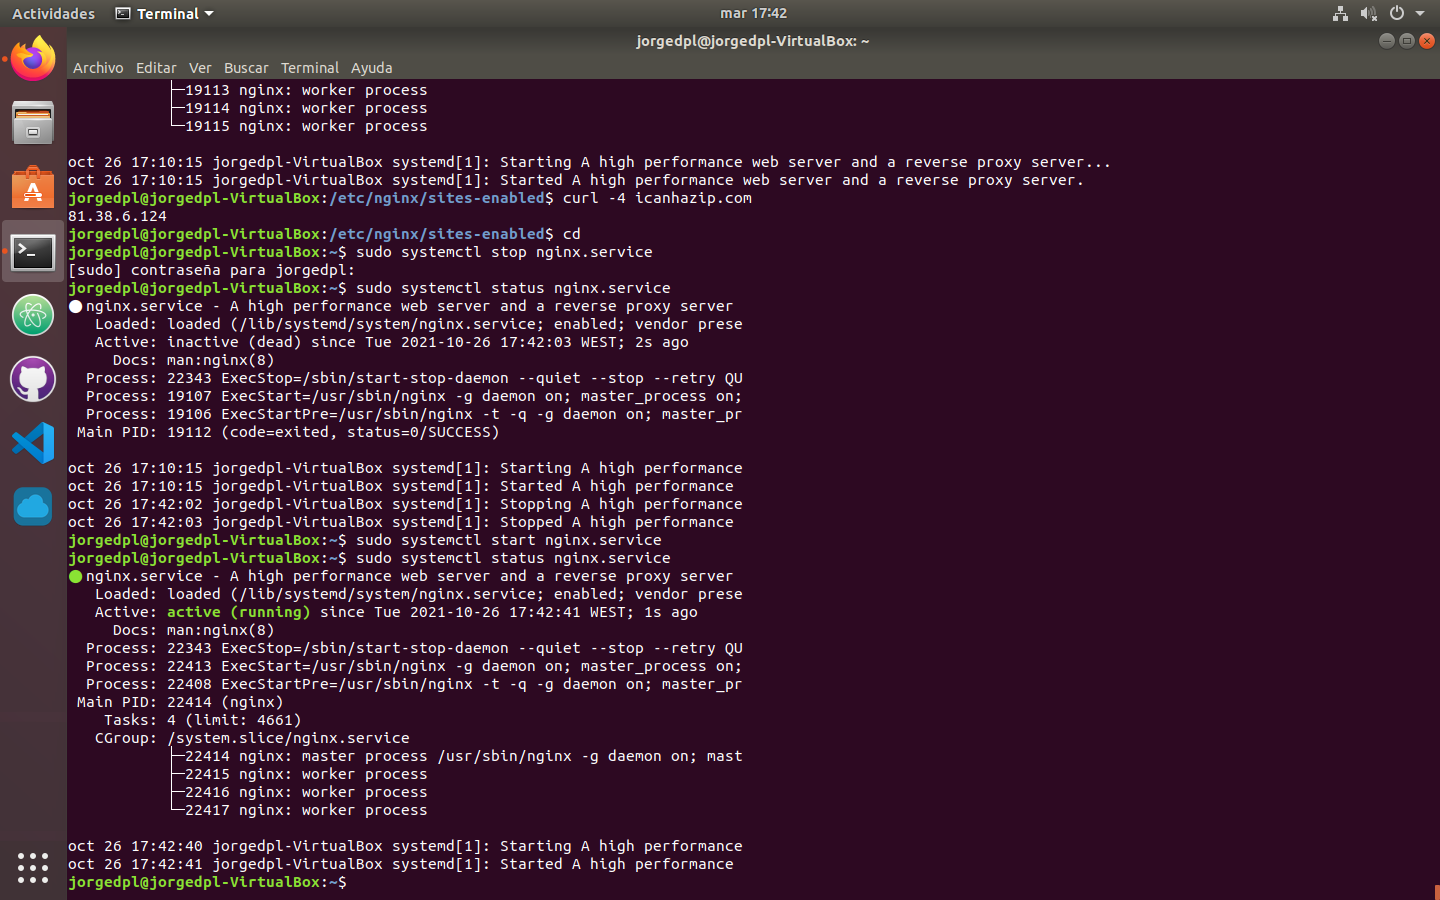 Actividades Terminal mar 17:42
jorgedpl@jorgedpl-VirtualBox: ~
Archivo Editar Ver Buscar Terminal Ayuda
├─19113 nginx: worker process
├─19114 nginx: worker process
└─19115 nginx: worker process
oct 26 17:10:15 jorgedpl-VirtualBox systemd[1]: Starting A high performance web server and a reverse proxy server...
oct 26 17:10:15 jorgedpl-VirtualBox systemd[1]: Started A high performance web server and a reverse proxy server.
jorgedpl@jorgedpl-VirtualBox:/etc/nginx/sites-enabled$ curl -4 icanhazip.com
81.38.6.124
jorgedpl@jorgedpl-VirtualBox:/etc/nginx/sites-enabled$ cd
jorgedpl@jorgedpl-VirtualBox:~$ sudo systemctl stop nginx.service
[sudo] contraseña para jorgedpl:
jorgedpl@jorgedpl-VirtualBox:~$ sudo systemctl status nginx.service
● nginx.service - A high performance web server and a reverse proxy server
Loaded: loaded (/lib/systemd/system/nginx.service; enabled; vendor prese
Active: inactive (dead) since Tue 2021-10-26 17:42:03 WEST; 2s ago
Docs: man:nginx(8)
Process: 22343 ExecStop=/sbin/start-stop-daemon --quiet --stop --retry QU
Process: 19107 ExecStart=/usr/sbin/nginx -g daemon on; master_process on;
Process: 19106 ExecStartPre=/usr/sbin/nginx -t -q -g daemon on; master_pr
Main PID: 19112 (code=exited, status=0/SUCCESS)
oct 26 17:10:15 jorgedpl-VirtualBox systemd[1]: Starting A high performance
oct 26 17:10:15 jorgedpl-VirtualBox systemd[1]: Started A high performance
oct 26 17:42:02 jorgedpl-VirtualBox systemd[1]: Stopping A high performance
oct 26 17:42:03 jorgedpl-VirtualBox systemd[1]: Stopped A high performance
jorgedpl@jorgedpl-VirtualBox:~$ sudo systemctl start nginx.service
jorgedpl@jorgedpl-VirtualBox:~$ sudo systemctl status nginx.service
● nginx.service - A high performance web server and a reverse proxy server
Loaded: loaded (/lib/systemd/system/nginx.service; enabled; vendor prese
Active: active (running) since Tue 2021-10-26 17:42:41 WEST; 1s ago
Docs: man:nginx(8)
Process: 22343 ExecStop=/sbin/start-stop-daemon --quiet --stop --retry QU
Process: 22413 ExecStart=/usr/sbin/nginx -g daemon on; master_process on;
Process: 22408 ExecStartPre=/usr/sbin/nginx -t -q -g daemon on; master_pr
Main PID: 22414 (nginx)
Tasks: 4 (limit: 4661)
CGroup: /system.slice/nginx.service
├─22414 nginx: master process /usr/sbin/nginx -g daemon on; mast
├─22415 nginx: worker process
├─22416 nginx: worker process
└─22417 nginx: worker process
oct 26 17:42:40 jorgedpl-VirtualBox systemd[1]: Starting A high performance
oct 26 17:42:41 jorgedpl-VirtualBox systemd[1]: Started A high performance
jorgedpl@jorgedpl-VirtualBox:~$